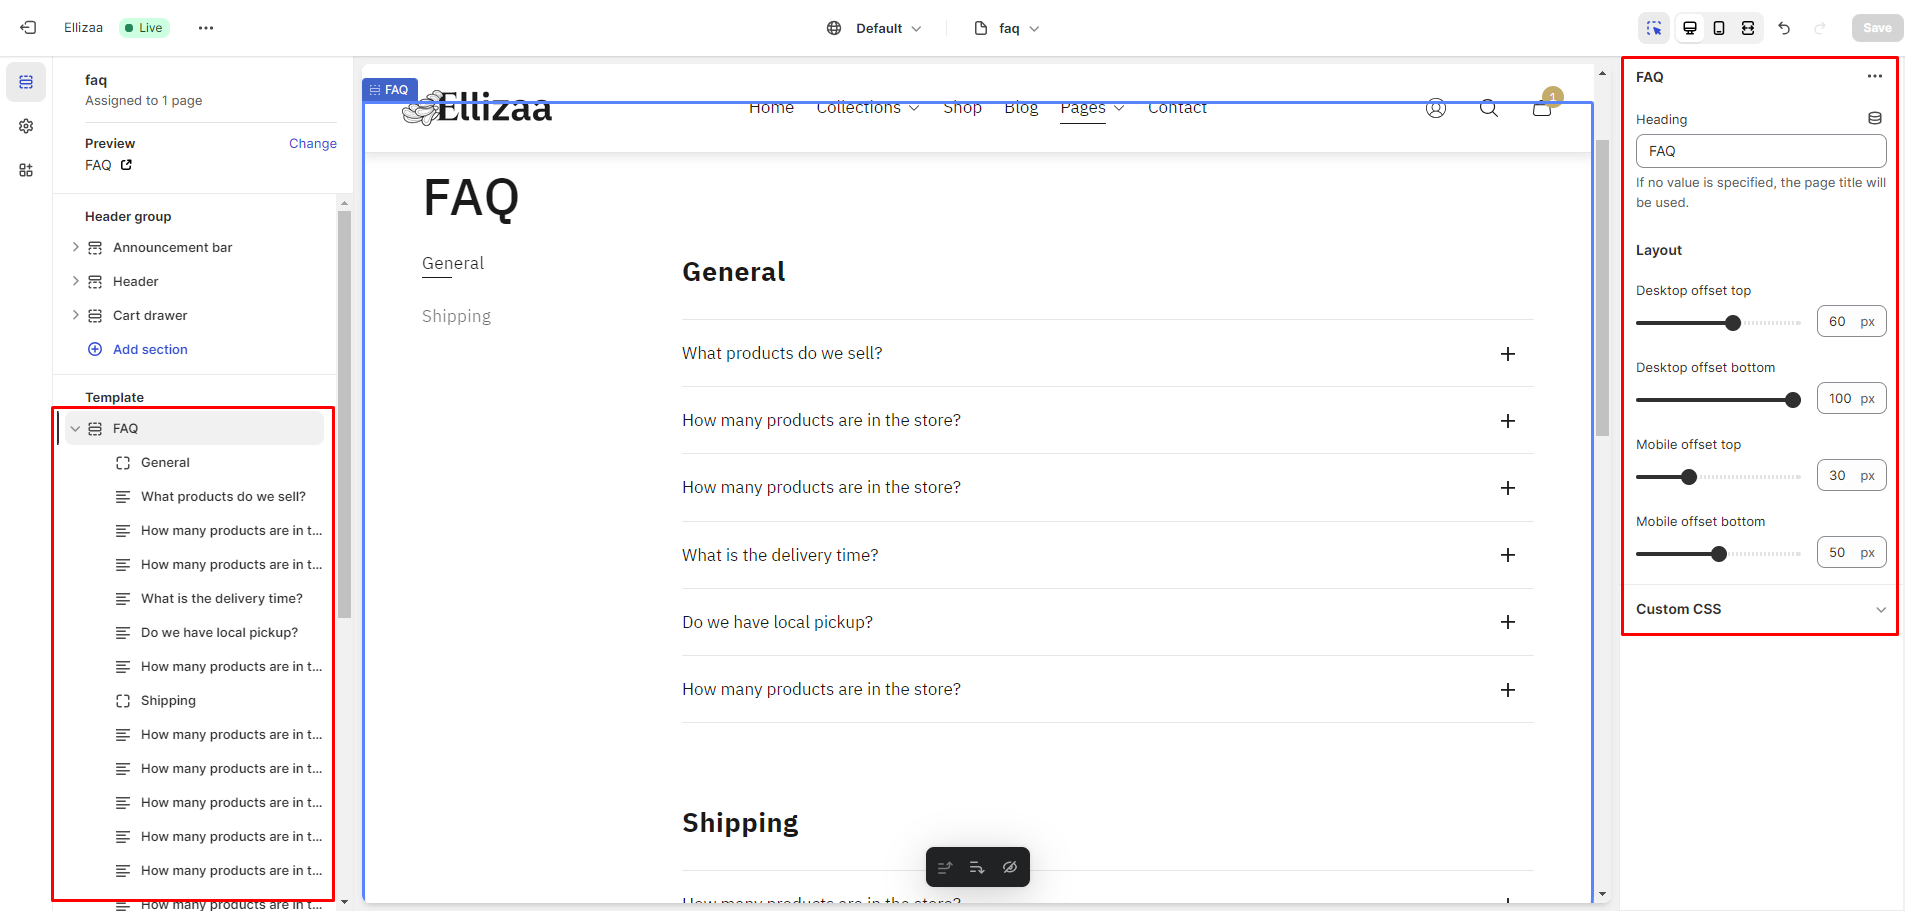 Ellizaa
Live
Default
faq
Save
faq
Assigned to 1 page
Preview
Change
FAQ
Header group
Announcement bar
Header
Cart drawer
Add section
Template
FAQ
General
What products do we sell?
How many products are in t...
How many products are in t...
What is the delivery time?
Do we have local pickup?
How many products are in t...
Shipping
How many products are in t...
How many products are in t...
How many products are in t...
How many products are in t...
How many products are in t...
How many products are in t...
FAQ
Ellizaa
Home
Collections
Shop
Blog
Pages
Contact
1
FAQ
General
Shipping
General
What products do we sell?
How many products are in the store?
How many products are in the store?
What is the delivery time?
Do we have local pickup?
How many products are in the store?
Shipping
How many products are in the store?
FAQ
Heading
FAQ
If no value is specified, the page title will
be used.
Layout
Desktop offset top
60 px
Desktop offset bottom
100 px
Mobile offset top
30 px
Mobile offset bottom
50 px
Custom CSS